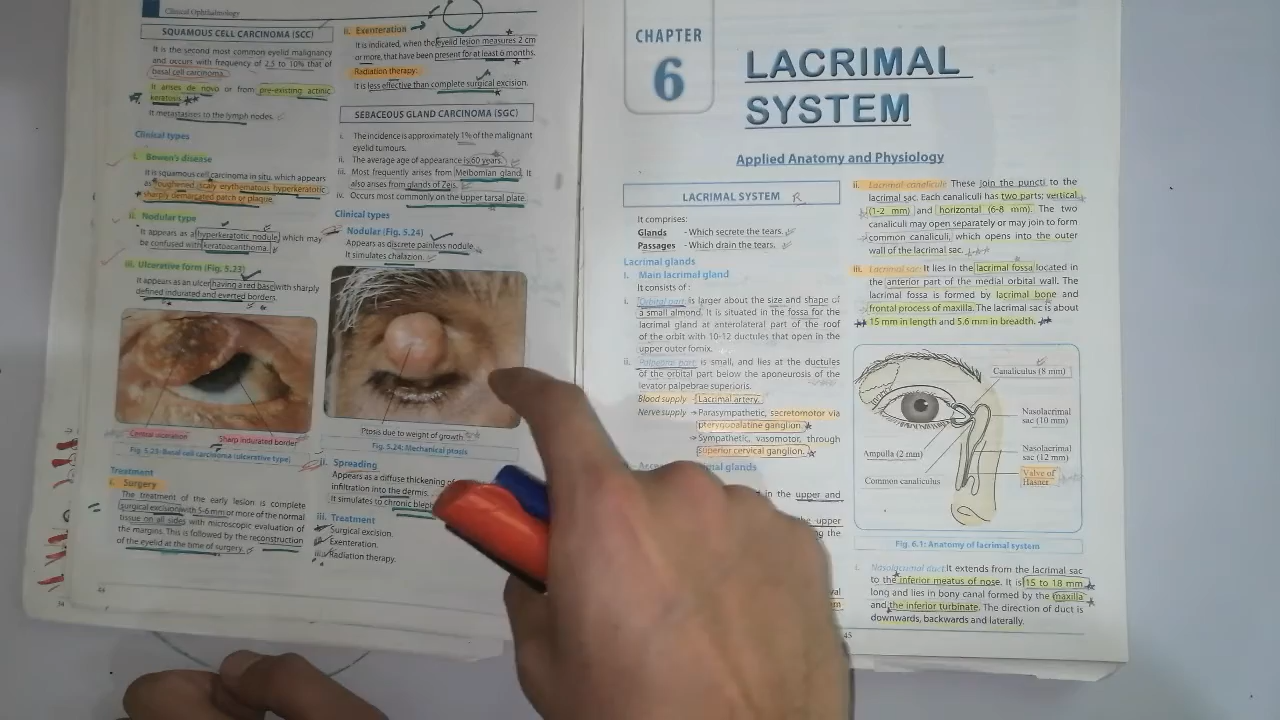 Clinical Ophthalmology
SQUAMOUS CELL CARCINOMA (SCC)
It is the second most common eyelid malignancy
and occurs with frequency of 2.5 to 10% that of
basal cell carcinoma.
It arises de novo or from pre-existing actinic
keratosis.
It metastasises to the lymph nodes.
Clinical types
i. Bowen's disease
It is squamous cell carcinoma in situ, which appears
as roughened scaly erythematous hyperkeratotic
sharply demarcated patch or plaque.
ii. Nodular type
It appears as a hyperkeratotic nodule which may
be confused with keratoacanthoma.
iii. Ulcerative form (Fig. 5.23)
It appears as an ulcer having a red base with sharply
defined indurated and everted borders.
Central ulceration
Sharp indurated border
Fig. 5.23: Basal cell carcinoma (ulcerative type)
Treatment
i. Surgery
The treatment of the early lesion is complete
surgical excision with 5-6 mm or more of the normal
tissue on all sides with microscopic evaluation of
the margins. This is followed by the reconstruction
of the eyelid at the time of surgery.
44
ii. Exenteration
It is indicated, when the eyelid lesion measures 2 cm
or more, that have been present for at least 6 months.
Radiation therapy:
It is less effective than complete surgical excision.
SEBACEOUS GLAND CARCINOMA (SGC)
i. The incidence is approximately 1% of the malignant
eyelid tumours.
ii. The average age of appearance is 60 years.
iii. Most frequently arises from Meibomian gland. It
also arises from glands of Zeis.
iv. Occurs most commonly on the upper tarsal plate.
Clinical types
Nodular (Fig. 5.24)
Appears as discrete painless nodule
It simulates chalazion.
Ptosis due to weight of growth
Fig. 5.24: Mechanical ptosis
ii. Spreading
Appears as a diffuse thickening of
infiltration into the dermis.
It simulates to chronic bleph
iii. Treatment
Surgical excision.
Exenteration
Radiation therapy.
CHAPTER
6
LACRIMAL
SYSTEM
Applied Anatomy and Physiology
LACRIMAL SYSTEM R
It comprises:
Glands - Which secrete the tears.
Passages - Which drain the tears.
Lacrimal glands
I. Main lacrimal gland
It consists of :
i. Orbital part is larger about the size and shape of
a small almond. It is situated in the fossa for the
lacrimal gland at anterolateral part of the roof
of the orbit with 10-12 ductules that open in the
upper outer fornix.
ii. Palpebral part is small, and lies at the ductules
of the orbital part below the aponeurosis of the
levator palpebrae superioris.
Blood supply - Lacrimal artery.
Nerve supply → Parasympathetic, secretomotor via
pterygopalatine ganglion.
→ Sympathetic, vasomotor, through
superior cervical ganglion.
glands
in the upper and
upper
the
ii. Lacrimal canaliculi: These join the puncti to the
lacrimal sac. Each canaliculi has two parts; vertical
(1-2 mm) and horizontal (6-8 mm). The two
canaliculi may open separately or may join to form
common canaliculi, which opens into the outer
wall of the lacrimal sac.
iii. Lacrimal sac: It lies in the lacrimal fossa located in
the anterior part of the medial orbital wall. The
lacrimal fossa is formed by lacrimal bone and
frontal process of maxilla. The lacrimal sac is about
15 mm in length and 5.6 mm in breadth.
Canaliculus (8 mm)
Nasolacrimal
sac (10 mm)
Ampulla (2 mm)
Nasolacrimal
sac (12 mm)
Common canaliculus
Valve of
Hasner
Fig. 6.1: Anatomy of lacrimal system
i. Nasolacrimal duct: It extends from the lacrimal sac
to the inferior meatus of nose. It is 15 to 18 mm
long and lies in bony canal formed by the maxilla
and the inferior turbinate. The direction of duct is
downwards, backwards and laterally.
45